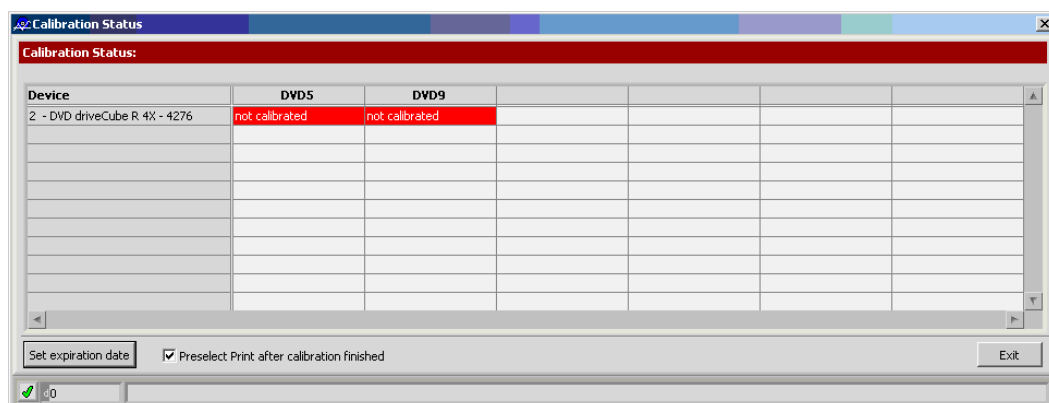 Calibration Status
Calibration Status:
Device DVD5 DVD9
2 - DVD driveCube R 4X - 4276 not calibrated not calibrated
Set expiration date Preselect Print after calibration finished Exit
0